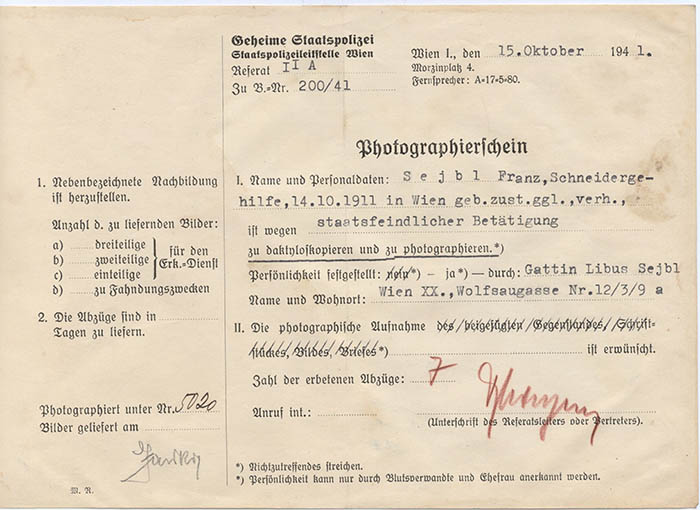 Geheime Staatspolizei
Staatspolizeileitstelle Wien
Referat II A
Zu B.=Nr. 200/41
Wien I., den 15.Oktober 1941.
Morzinplatz 4.
Fernsprecher: A=17=5=80.
Photographierschein
1. Nebenbezeichnete Nachbildung
ist herzustellen.
Anzahl d. zu liefernden Bilder:
a) dreiteilige
b) zweiteilige
c) einteilige
d) zu Fahndungszwecken
für den
Erk.=Dienst
2. Die Abzüge sind in
Tagen zu liefern.
Photographiert unter Nr. 5020
Bilder geliefert am
M. R.
I. Name und Personaldaten: Sejbl Franz,Schneiderge-
hilfe,14.10.1911 in Wien geb.zust.ggl.,verh.,
ist wegen staatsfeindlicher Betätigung
zu daktyloskopieren und zu photographieren.*)
Persönlichkeit festgestellt: nein*) – ja*) — durch: Gattin Libus Sejbl
Name und Wohnort: Wien XX.,Wolfsaugasse Nr.12/3/9 a
II. Die photographische Aufnahme des beigefügten Gegenstandes, Schrift-
stückes, Bildes, Briefes*) ist erwünscht.
Zahl der erbetenen Abzüge: 7
Anruf int.:
(Unterschrift des Referatsleiters oder Vertreters).
*) Nichtzutreffendes streichen.
*) Persönlichkeit kann nur durch Blutsverwandte und Ehefrau anerkannt werden.